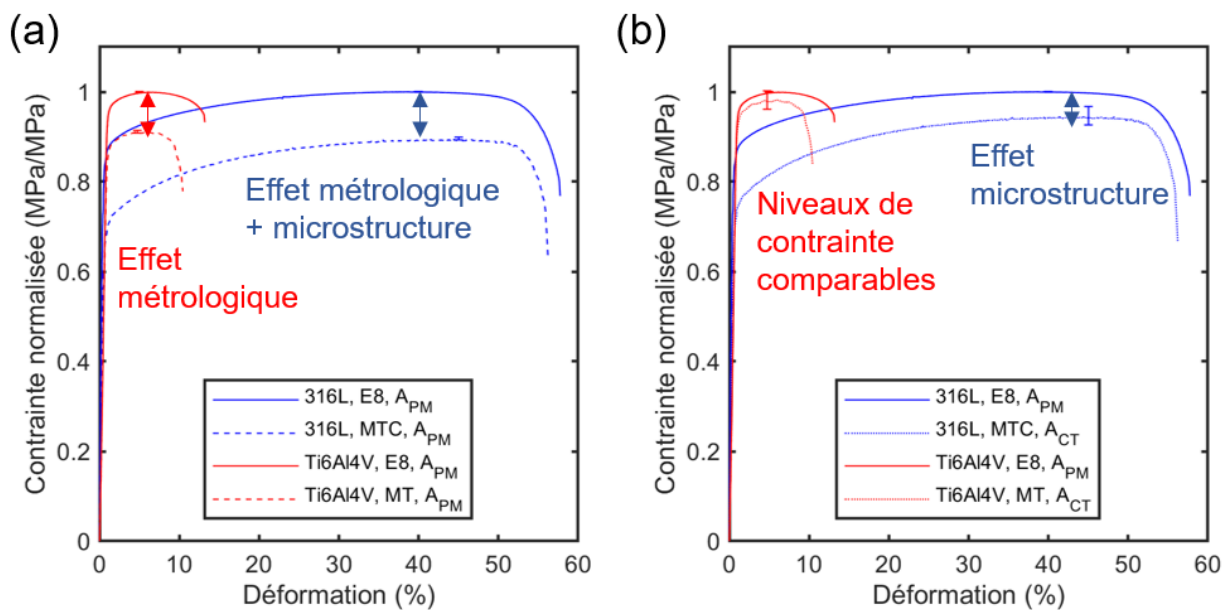 (a)
Contrainte normalisée (MPa/MPa)
1
0.8
0.6
0.4
0.2
0
Effet métrologique
+ microstructure
Effet
métrologique
316L, E8, A_PM
316L, MTC, A_PM
Ti6Al4V, E8, A_PM
Ti6Al4V, MT, A_PM
0 10 20 30 40 50 60
Déformation (%)
(b)
Contrainte normalisée (MPa/MPa)
1
0.8
0.6
0.4
0.2
0
Effet
microstructure
Niveaux de
contrainte
comparables
316L, E8, A_PM
316L, MTC, A_CT
Ti6Al4V, E8, A_PM
Ti6Al4V, MT, A_CT
0 10 20 30 40 50 60
Déformation (%)